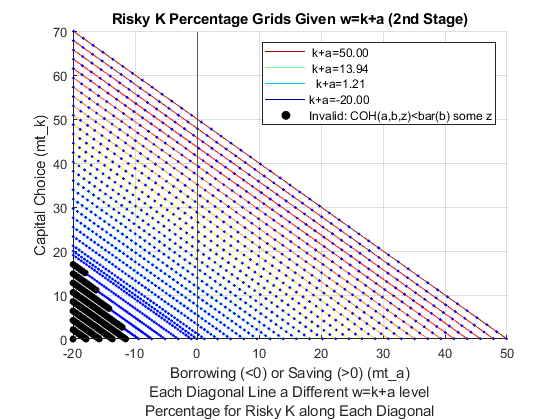 Risky K Percentage Grids Given w=k+a (2nd Stage)
70
60
50
40
30
20
10
0
Capital Choice (mt_k)
k+a=50.00
k+a=13.94
k+a=1.21
k+a=-20.00
Invalid: COH(a,b,z)<bar(b) some z
-20
-10
0
10
20
30
40
50
Borrowing (<0) or Saving (>0) (mt_a)
Each Diagonal Line a Different w=k+a level
Percentage for Risky K along Each Diagonal